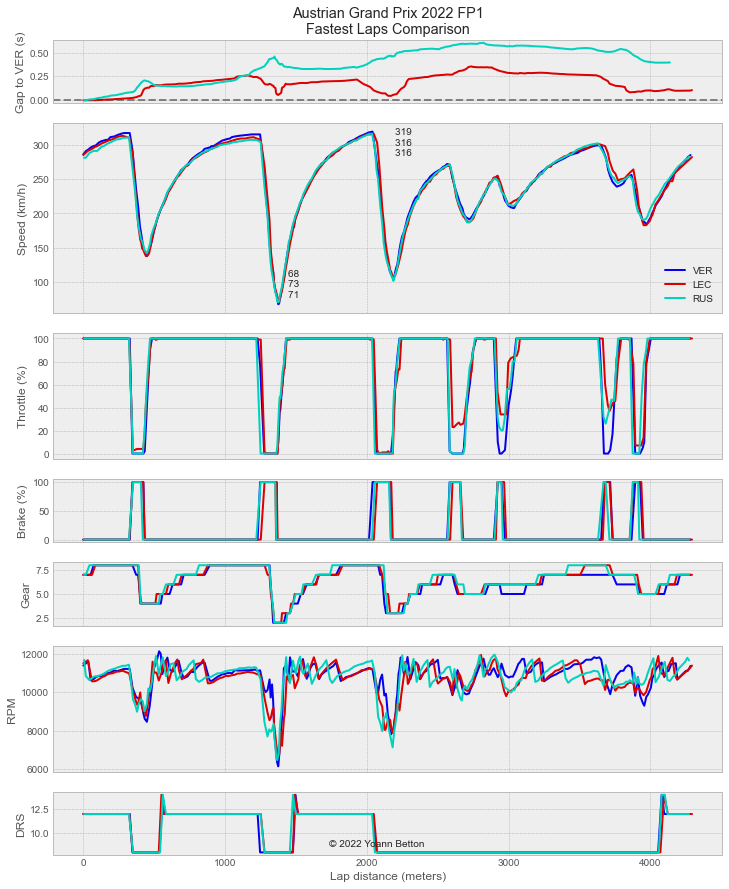 Austrian Grand Prix 2022 FP1
Fastest Laps Comparison
Gap to VER (s)
0.50
0.25
0.00
Speed (km/h)
300
250
200
150
100
319
316
316
68
73
71
VER
LEC
RUS
Throttle (%)
100
80
60
40
20
0
Brake (%)
100
50
0
Gear
7.5
5.0
2.5
RPM
12000
10000
8000
6000
DRS
12.5
10.0
© 2022 Yoann Betton
0 1000 2000 3000 4000
Lap distance (meters)